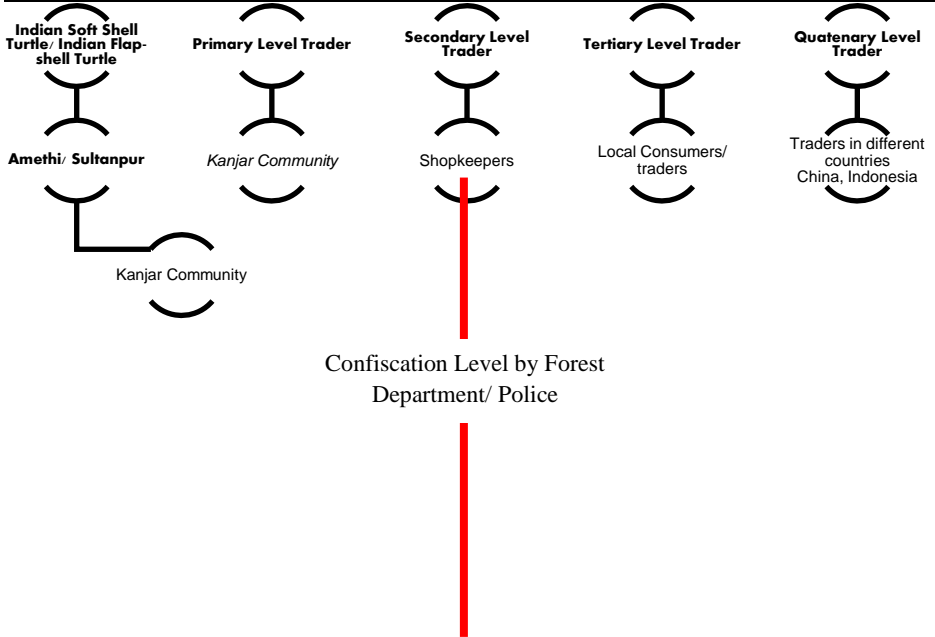 Indian Soft Shell
Turtle/ Indian Flap-
shell Turtle
Primary Level Trader
Secondary Level
Trader
Tertiary Level Trader
Quatenary Level
Trader
Amethi/ Sultanpur
Kanjar Community
Shopkeepers
Local Consumers/
traders
Traders in different
countries
China, Indonesia
Kanjar Community
Confiscation Level by Forest
Department/ Police